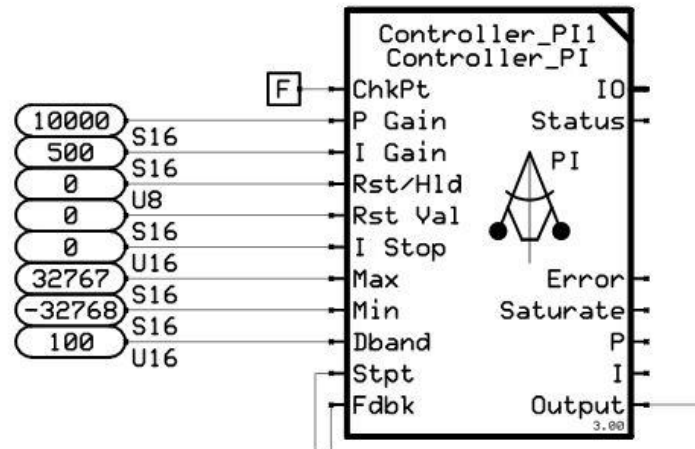 Controller_PI1
Controller_PI
F ChkPt IO
10000 S16 P Gain Status
500 S16 I Gain PI
0 U8 Rst/Hld
0 S16 Rst Val
0 U16 I Stop
32767 S16 Max Error
-32768 S16 Min Saturate
100 U16 Dband P
Stpt I
Fdbk Output
3.00